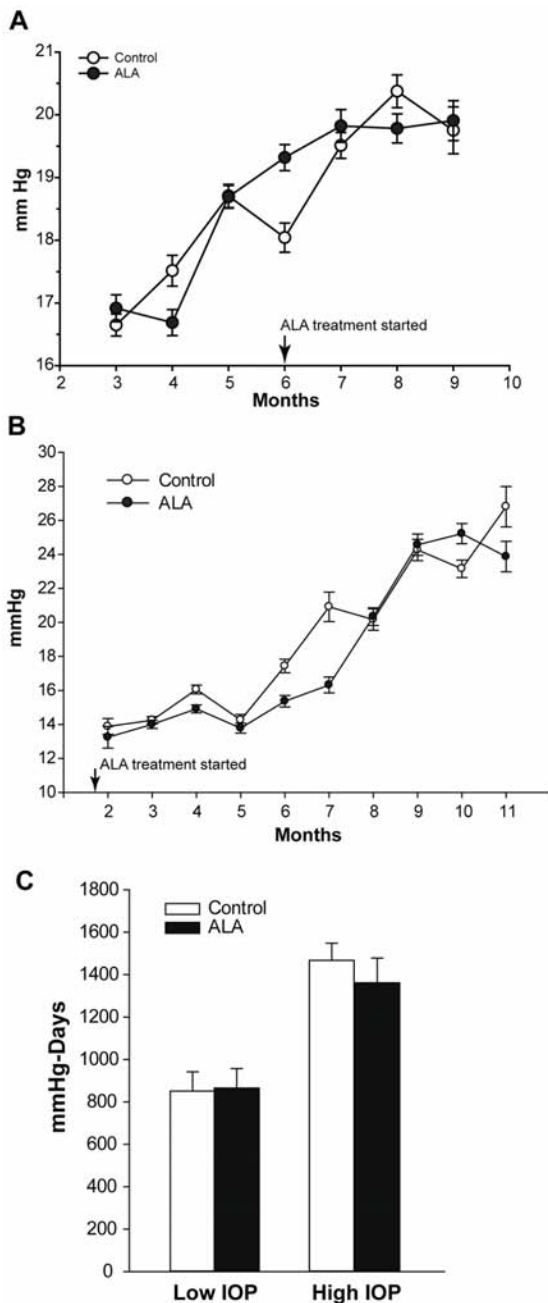 A
Control
ALA
21
20
19
18
17
16
mm Hg
ALA treatment started
2 3 4 5 6 7 8 9 10
Months
B
30
28
26
24
22
20
18
16
14
12
10
mmHg
Control
ALA
ALA treatment started
2 3 4 5 6 7 8 9 10 11
Months
C
1800
1600
1400
1200
1000
800
600
400
200
0
mmHg-Days
Control
ALA
Low IOP High IOP